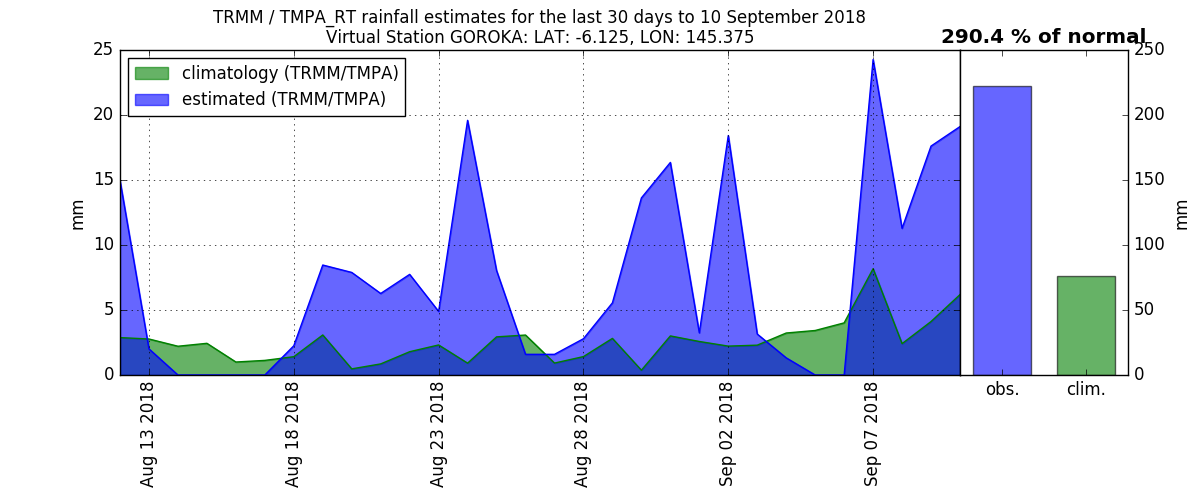 TRMM / TMPA_RT rainfall estimates for the last 30 days to 10 September 2018
Virtual Station GOROKA: LAT: -6.125, LON: 145.375
290.4 % of normal
climatology (TRMM/TMPA)
estimated (TRMM/TMPA)
mm
25
20
15
10
5
0
Aug 13 2018
Aug 18 2018
Aug 23 2018
Aug 28 2018
Sep 02 2018
Sep 07 2018
obs.
clim.
250
200
150
100
50
0
mm